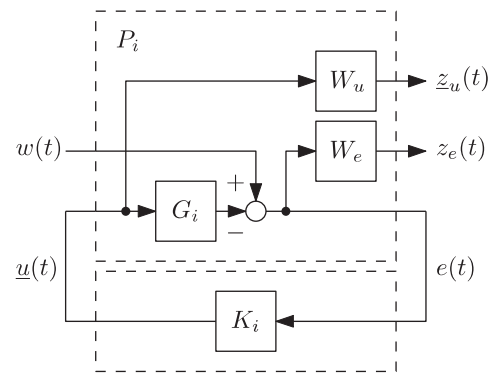 P_i
W_u
z_u(t)
w(t)
W_e
z_e(t)
+
G_i
−
u(t)
e(t)
K_i